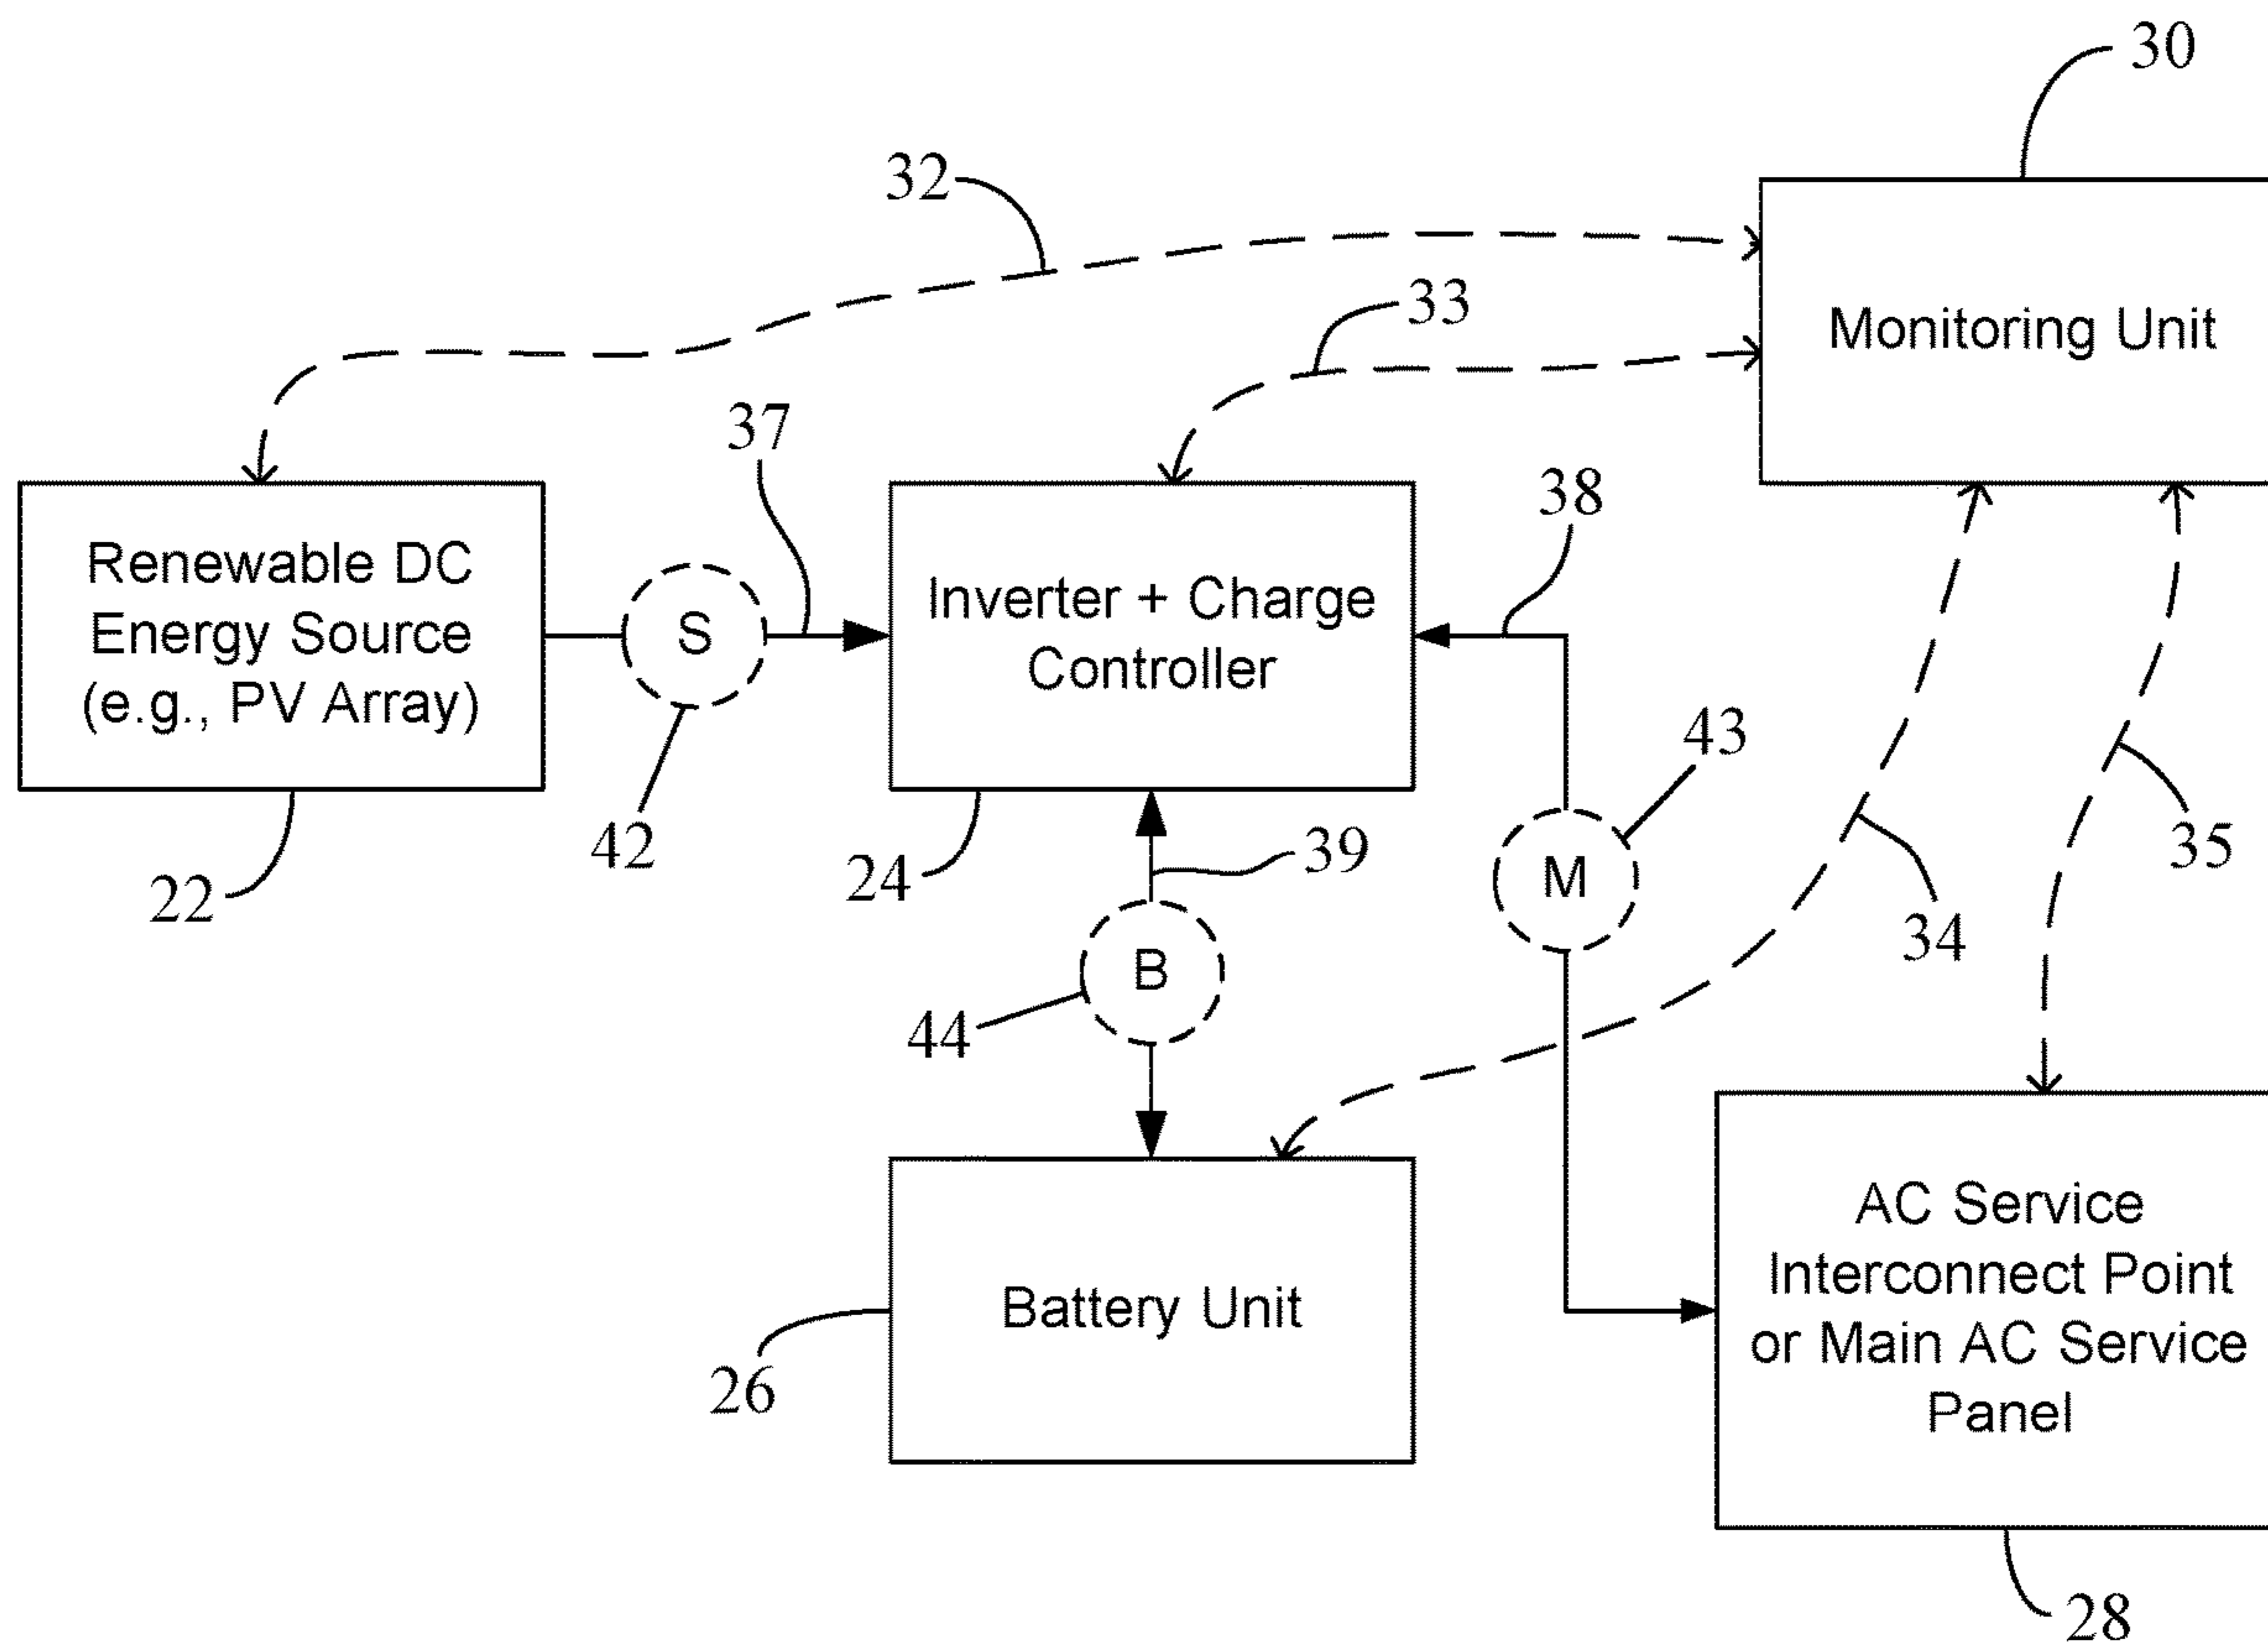 30
32
33
Monitoring Unit
37
38
Renewable DC
Energy Source
(e.g., PV Array)
S
Inverter + Charge
Controller
43
M
42
24
39
22
34
35
B
44
Battery Unit
26
AC Service
Interconnect Point
or Main AC Service
Panel
28